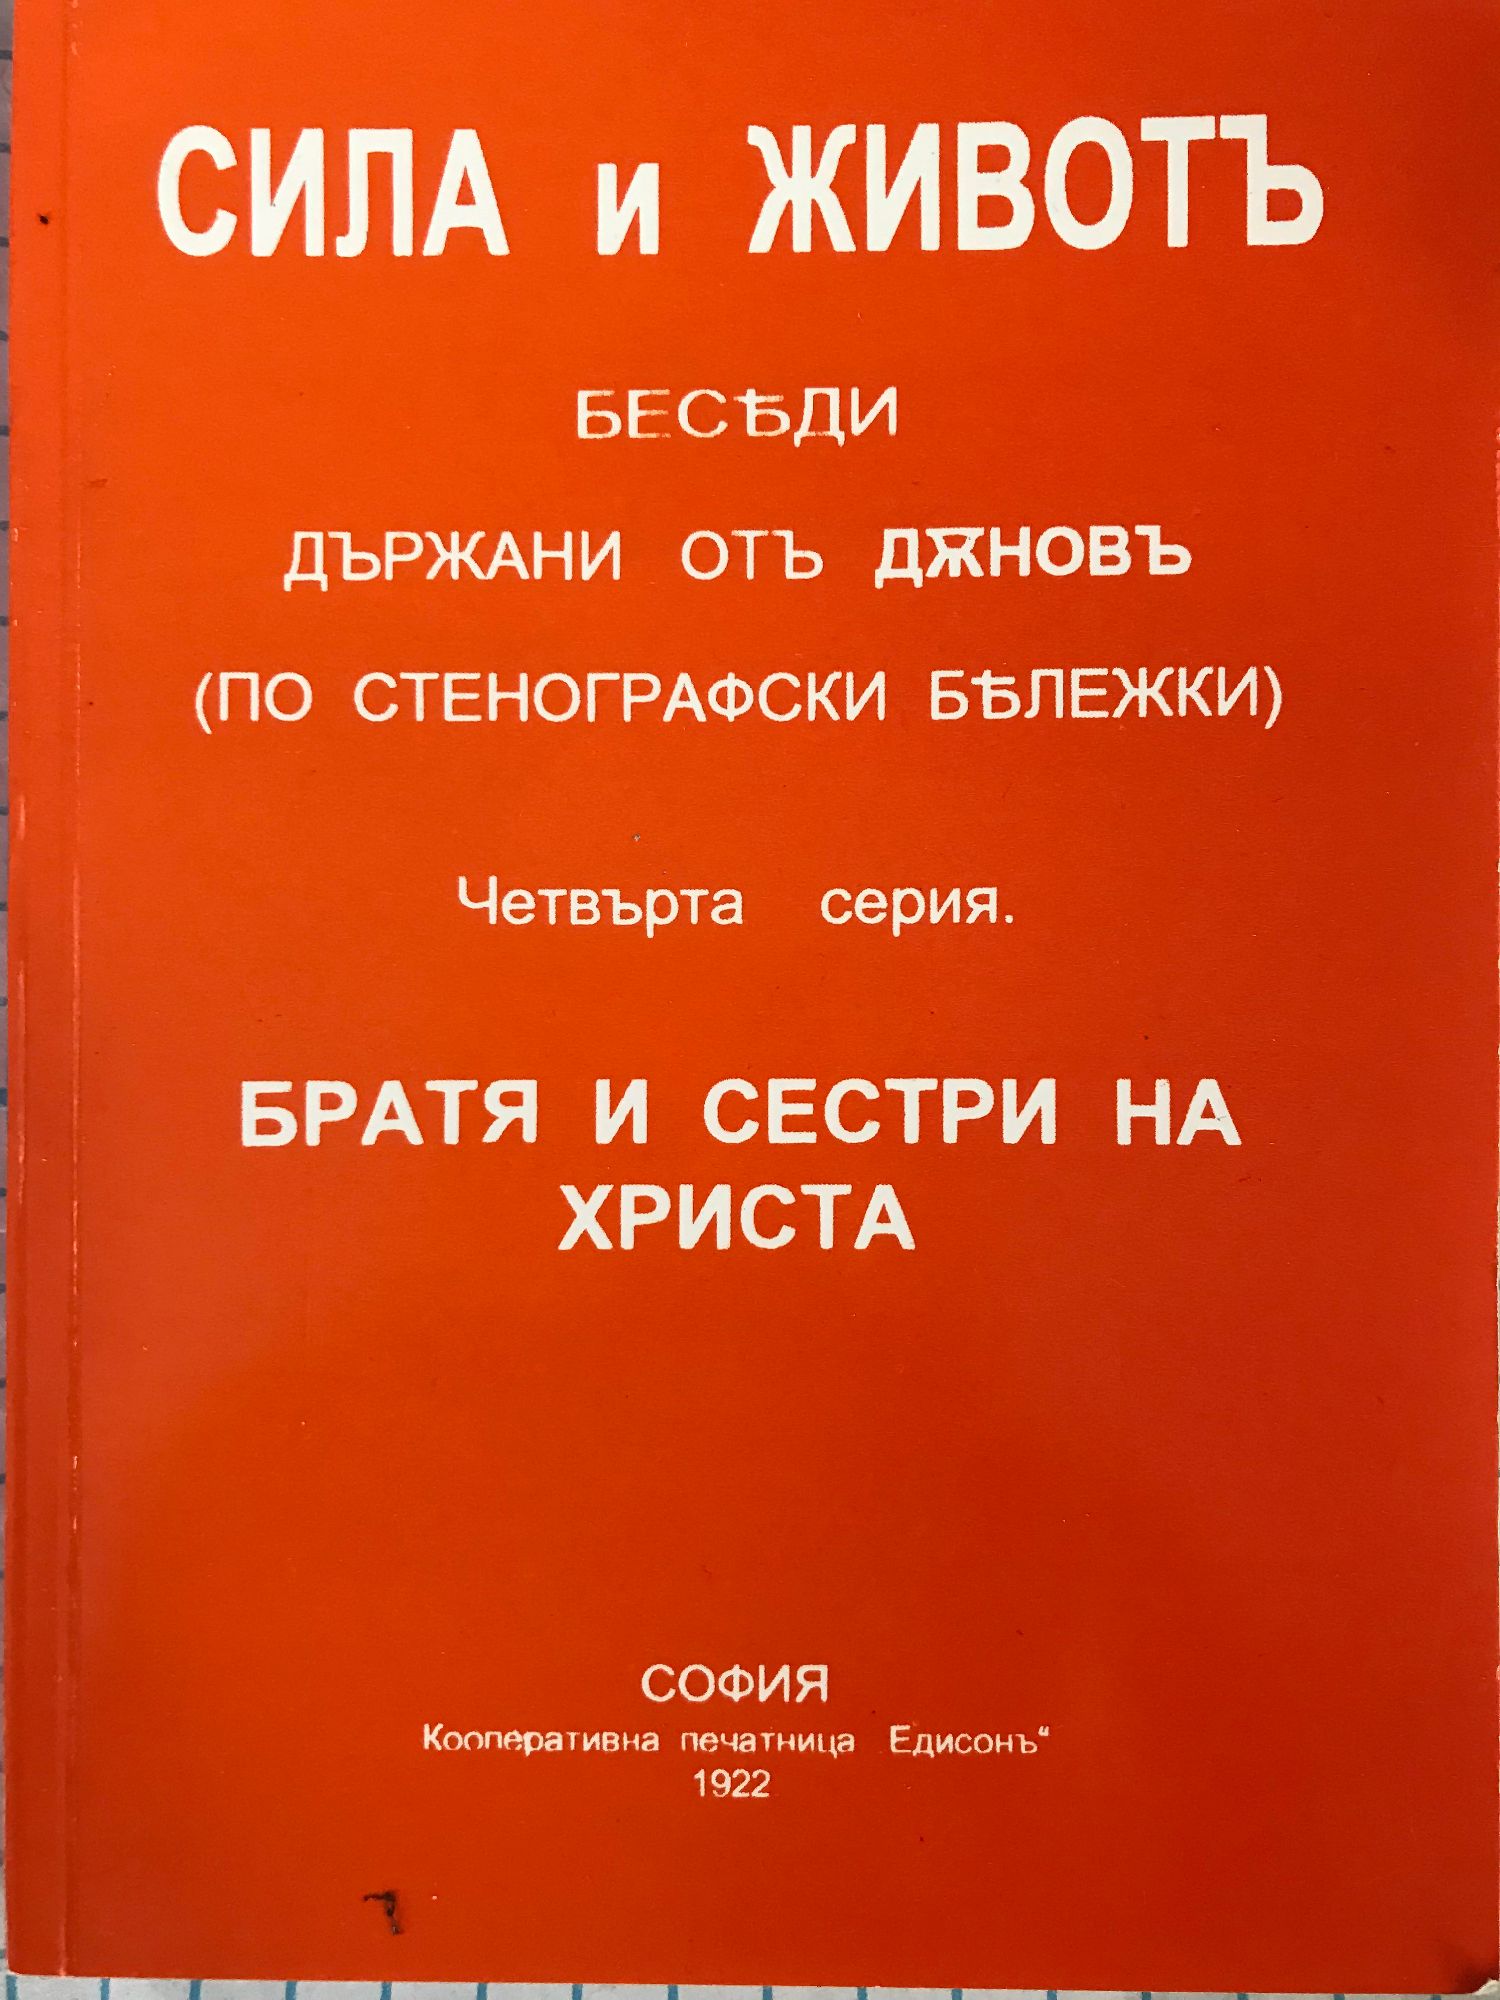 СИЛА и ЖИВОТЪ
БЕСѢДИ
ДЪРЖАНИ ОТЪ ДѪНОВЪ
(ПО СТЕНОГРАФСКИ БѢЛЕЖКИ)
Четвърта серия.
БРАТЯ И СЕСТРИ НА
ХРИСТА
СОФИЯ
Кооперативна печатница Едисонъ“
1922